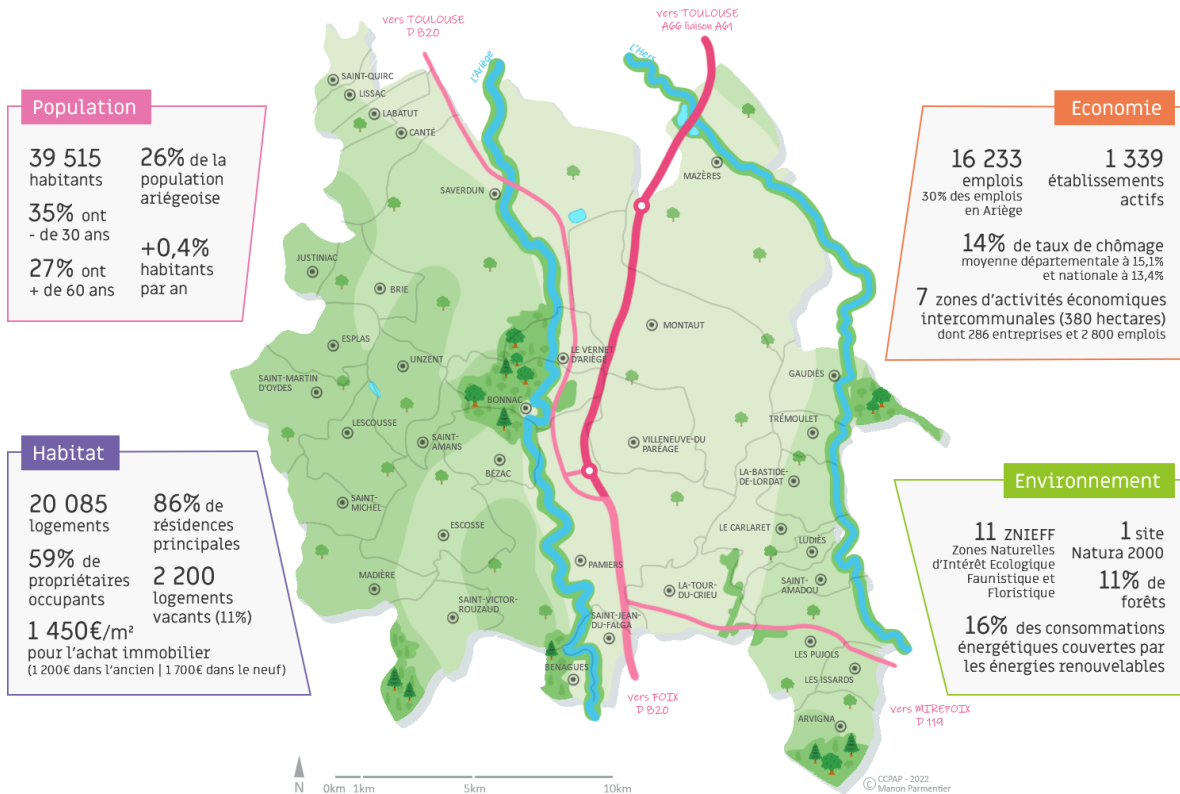 vers TOULOUSE
D 820
vers TOULOUSE
A66 liaison A61
L'Ariège
L'Hers
Population
39 515
habitants
35% ont
- de 30 ans
27% ont
+ de 60 ans
26% de la
population
ariégeoise
+0,4%
habitants
par an
Economie
16 233
emplois
30% des emplois
en Ariège
1 339
établissements
actifs
14% de taux de chômage
moyenne départementale à 15,1%
et nationale à 13,4%
7 zones d'activités économiques
intercommunales (380 hectares)
dont 286 entreprises et 2 800 emplois
Habitat
20 085
logements
59% de
propriétaires
occupants
86% de
résidences
principales
2 200
logements
vacants (11%)
1 450€/m²
pour l'achat immobilier
(1 200€ dans l'ancien | 1 700€ dans le neuf)
Environnement
11 ZNIEFF
Zones Naturelles
d'Intérêt Ecologique
Faunistique et
Floristique
1 site
Natura 2000
11% de
forêts
16% des consommations
énergétiques couvertes par
les énergies renouvelables
SAINT-QUIRC
LISSAC
LABATUT
CANTÉ
SAVERDUN
MAZÈRES
JUSTINIAC
BRIE
MONTAUT
ESPLAS
UNZENT
LE VERNET
D'ARIÈGE
SAINT-MARTIN
D'OYDES
GAUDIÈS
BONNAC
LESCOUSSE
SAINT-
AMANS
BÉZAC
VILLENEUVE-DU
PARÉAGE
TRÉMOULET
LA-BASTIDE-
DE-LORDAT
SAINT-
MICHEL
ESCOSSE
LE CARLARET
LUDIÈS
PAMIERS
MADIÈRE
LA-TOUR-
DU-CRIEU
SAINT-
AMADOU
SAINT-VICTOR-
ROUZAUD
SAINT-JEAN-
DU-FALGA
LES PUJOLS
BENAGUES
LES ISSARDS
ARVIGNA
vers FOIX
D 820
vers MIREFOIX
D 119
N
0km 1km 5km 10km
© CCPAP - 2022
Manon Parmentier